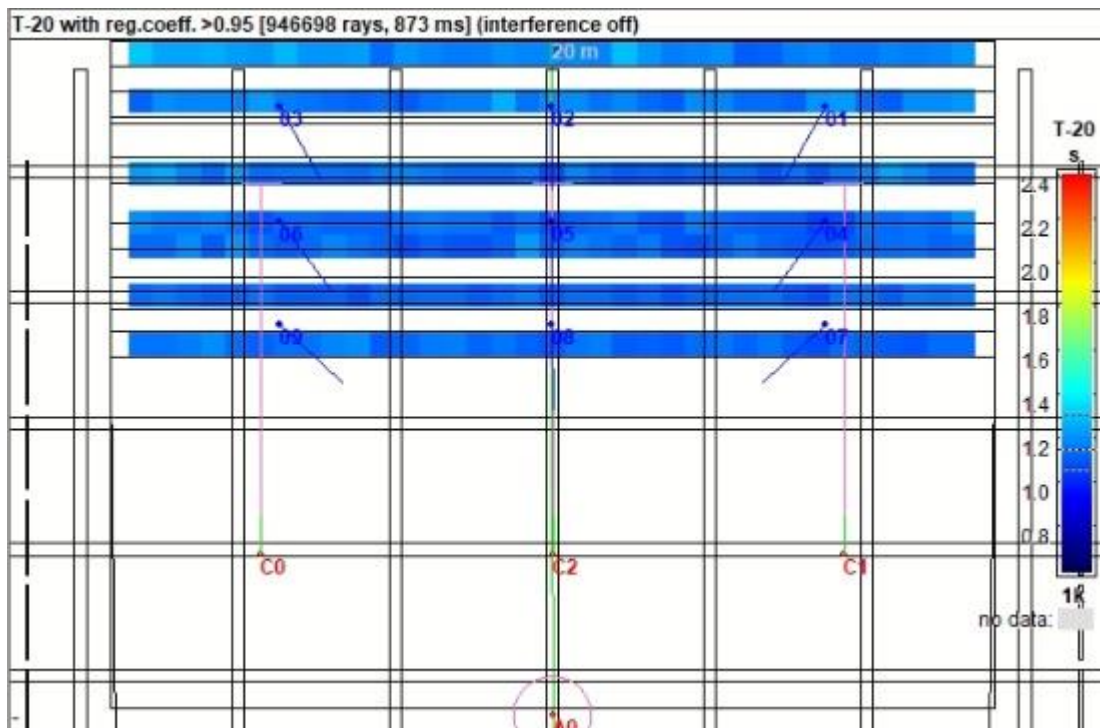 T-20 with reg.coeff. >0.95 [946698 rays, 873 ms] (interference off)
20 m
03 02 01
T-20
s
2.4
06 05 04
2.2
2.0
1.8
09 08 07
1.6
1.4
1.2
1.0
0.8
C0 C2 C1
1k
no data:
A0